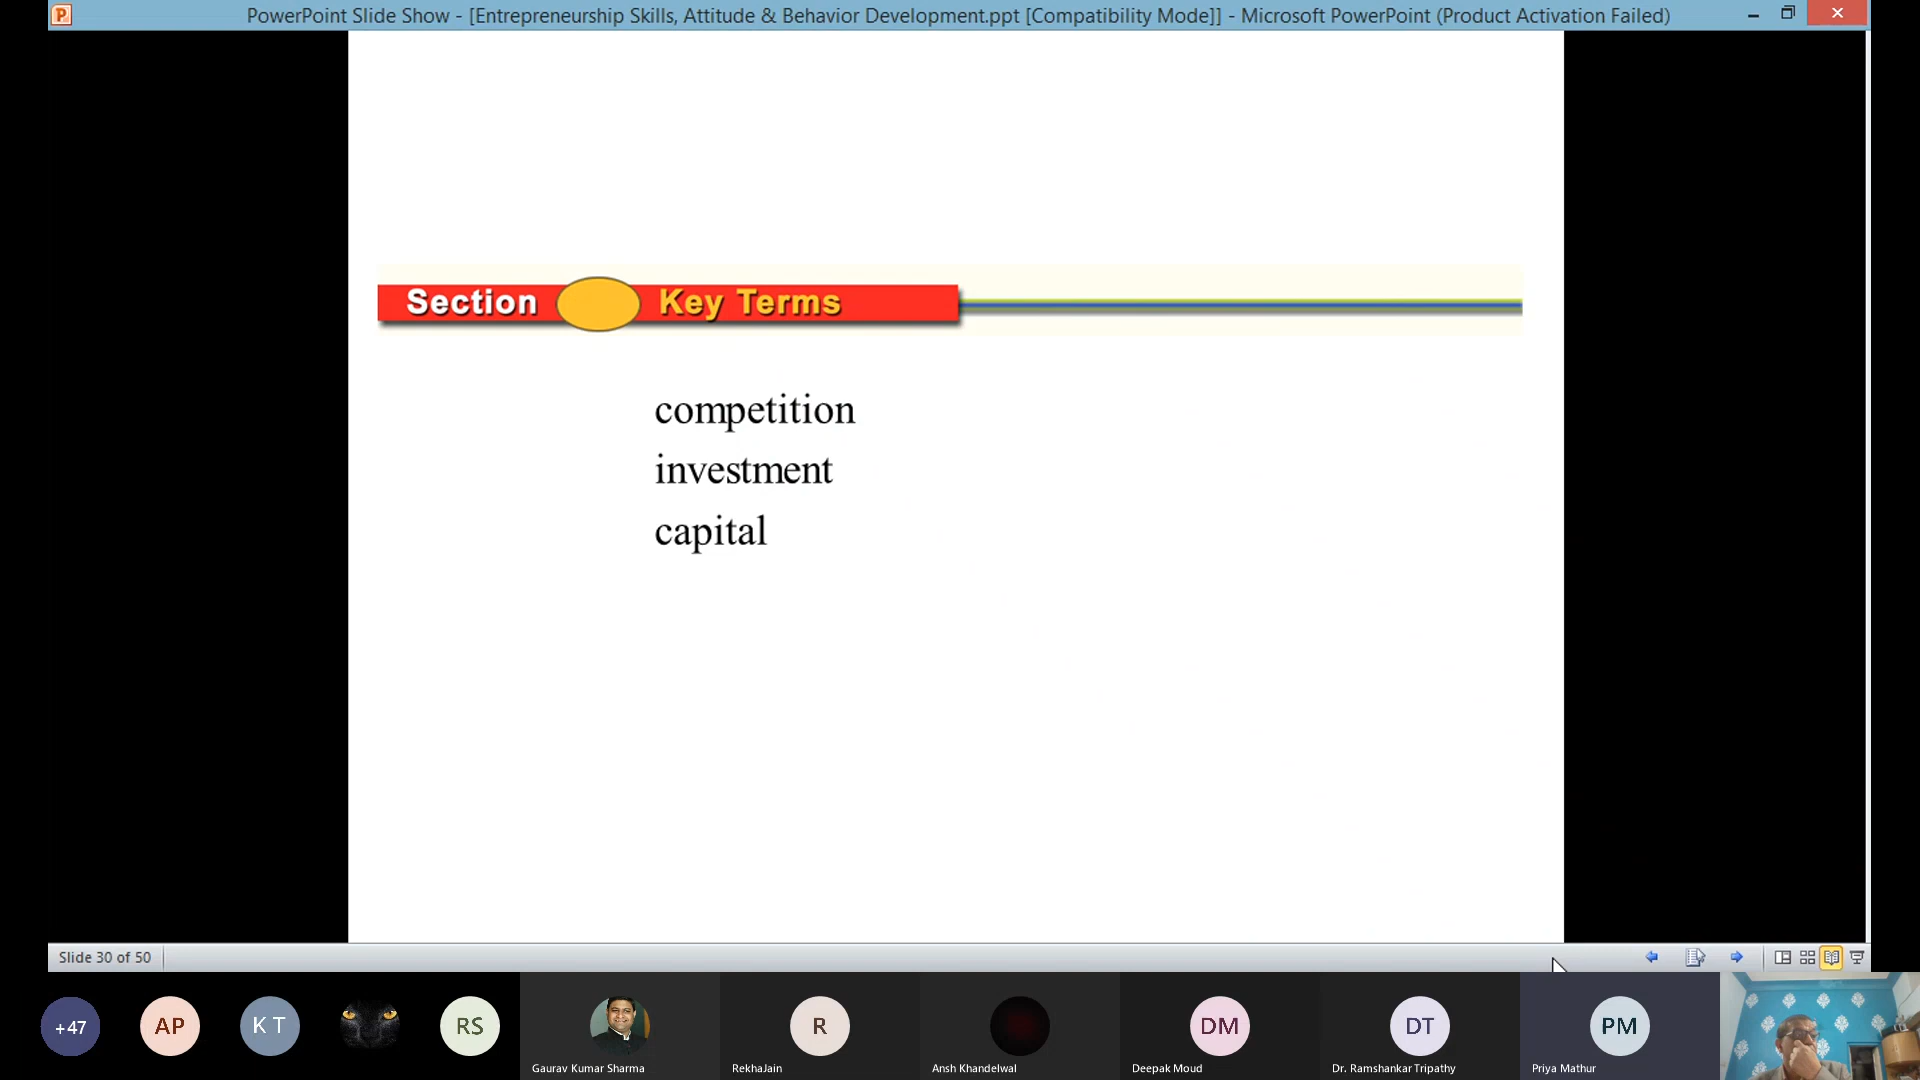 PowerPoint Slide Show - [Entrepreneurship Skills, Attitude & Behavior Development.ppt [Compatibility Mode]] - Microsoft PowerPoint (Product Activation Failed)
Section Key Terms
competition
investment
capital
Slide 30 of 50
+47 AP K T RS R DM DT PM
Gaurav Kumar Sharma RekhaJain Ansh Khandelwal Deepak Moud Dr. Ramshankar Tripathy Priya Mathur